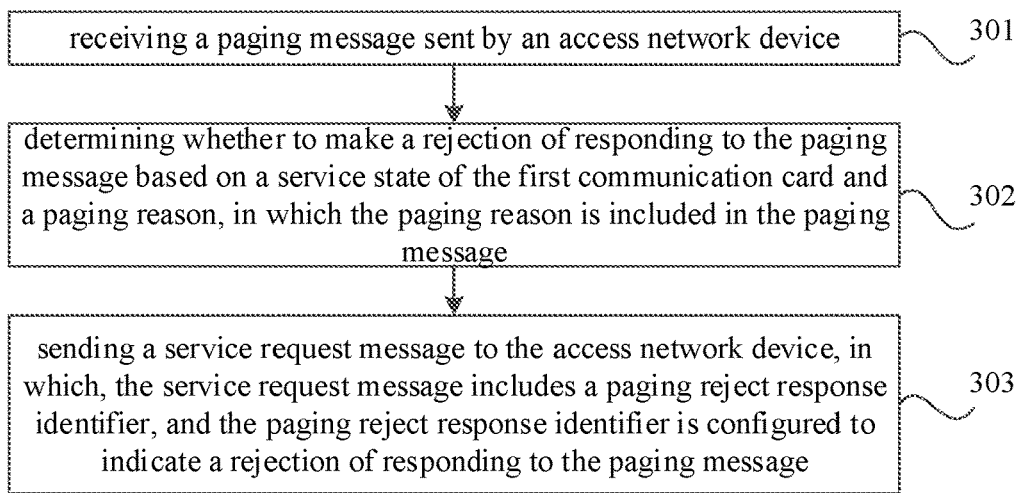 receiving a paging message sent by an access network device
301
determining whether to make a rejection of responding to the paging
message based on a service state of the first communication card and
a paging reason, in which the paging reason is included in the paging
message
302
sending a service request message to the access network device, in
which, the service request message includes a paging reject response
identifier, and the paging reject response identifier is configured to
indicate a rejection of responding to the paging message
303